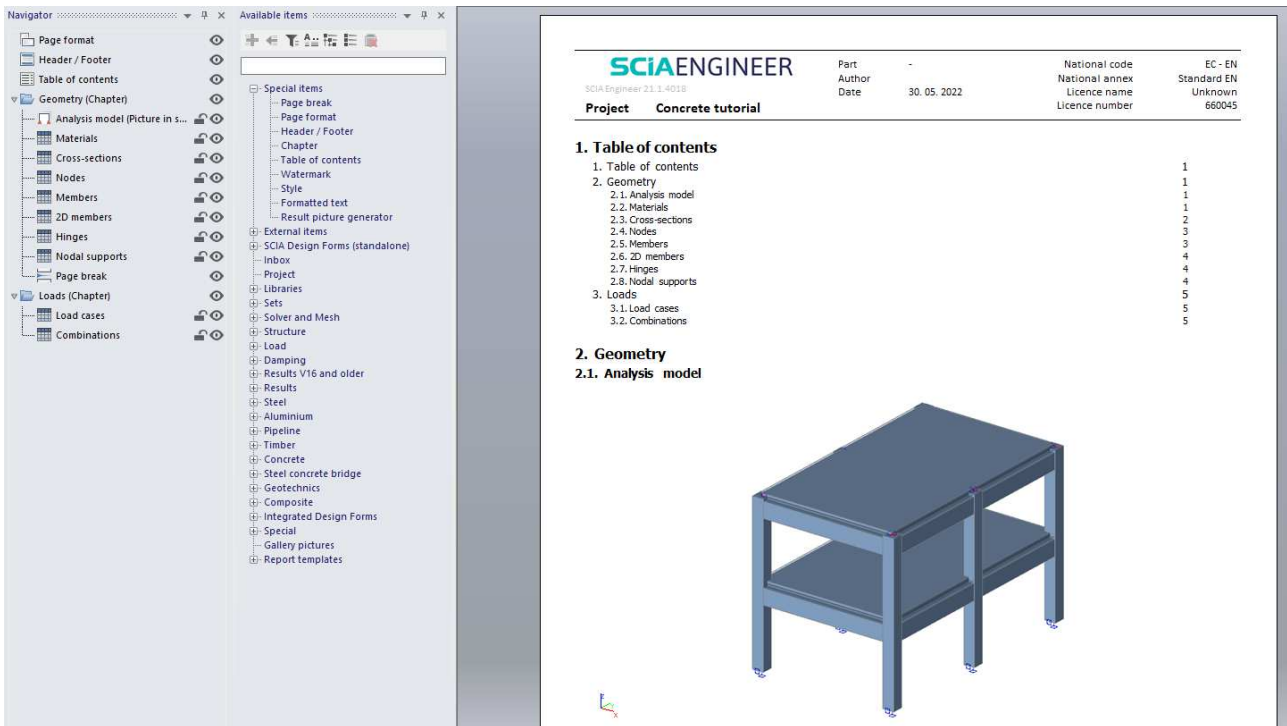 Navigator
Page format
Header / Footer
Table of contents
Geometry (Chapter)
Analysis model (Picture in s...
Materials
Cross-sections
Nodes
Members
2D members
Hinges
Nodal supports
Page break
Loads (Chapter)
Load cases
Combinations
Available items
Special items
Page break
Page format
Header / Footer
Chapter
Table of contents
Watermark
Style
Formatted text
Result picture generator
External items
SCIA Design Forms (standalone)
Inbox
Project
Libraries
Sets
Solver and Mesh
Structure
Load
Damping
Results V16 and older
Results
Steel
Aluminium
Pipeline
Timber
Concrete
Steel concrete bridge
Geotechnics
Composite
Integrated Design Forms
Special
Gallery pictures
Report templates
SCiAENGINEER
SCIA Engineer 21.1.4018
Project Concrete tutorial
Part -
Author
Date 30. 05. 2022
National code EC - EN
National annex Standard EN
Licence name Unknown
Licence number 660045
1. Table of contents
1. Table of contents 1
2. Geometry 1
2.1. Analysis model 1
2.2. Materials 1
2.3. Cross-sections 2
2.4. Nodes 3
2.5. Members 3
2.6. 2D members 4
2.7. Hinges 4
2.8. Nodal supports 4
3. Loads 5
3.1. Load cases 5
3.2. Combinations 5
2. Geometry
2.1. Analysis model